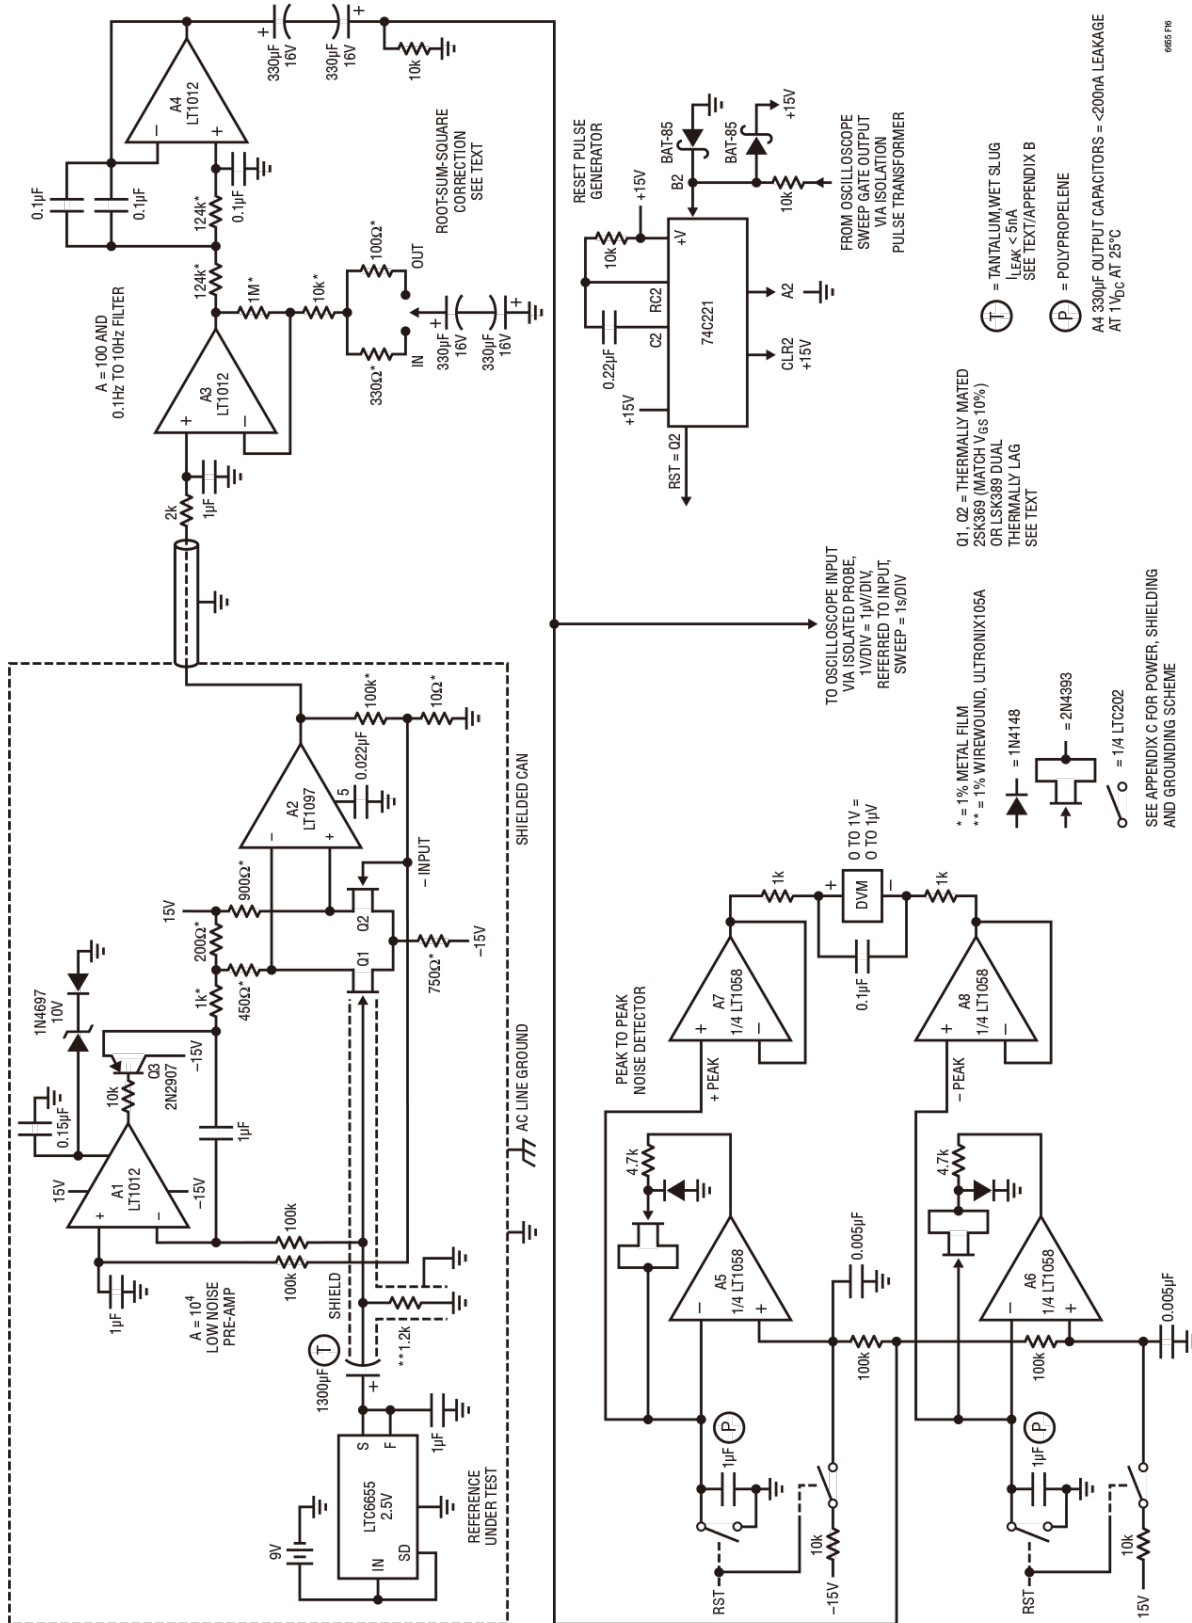 0.1µF
0.1µF
124k*
124k*
0.1µF
A4
LT1012
–
+
+
330µF
16V
330µF
16V
+
10k
A = 100 AND
0.1Hz TO 10Hz FILTER
A3
LT1012
+
–
2k
1µF
1M*
10k*
330Ω*
100Ω*
IN
OUT
+
330µF
16V
330µF
16V
+
ROOT-SUM-SQUARE
CORRECTION
SEE TEXT
RESET PULSE
GENERATOR
+15V
0.22µF
10k
+15V
C2
RC2
+V
B2
74C221
RST = Q2
CLR2
+15V
A2
BAT-85
BAT-85
+15V
10k
FROM OSCILLOSCOPE
SWEEP GATE OUTPUT
VIA ISOLATION
PULSE TRANSFORMER
T
= TANTALUM,WET SLUG
ILEAK < 5nA
SEE TEXT/APPENDIX B
P
= POLYPROPELENE
A4 330µF OUTPUT CAPACITORS = <200nA LEAKAGE
AT 1VDC AT 25°C
6655 F16
Q1, Q2 = THERMALLY MATED
2SK369 (MATCH VGS 10%)
OR LSK389 DUAL
THERMALLY LAG
SEE TEXT
TO OSCILLOSCOPE INPUT
VIA ISOLATED PROBE,
1V/DIV = 1µV/DIV,
REFERRED TO INPUT,
SWEEP = 1s/DIV
* = 1% METAL FILM
** = 1% WIREWOUND, ULTRONIX105A
= 1N4148
= 2N4393
= 1/4 LTC202
SEE APPENDIX C FOR POWER, SHIELDING
AND GROUNDING SCHEME
SHIELDED CAN
AC LINE GROUND
A = 10⁴
LOW NOISE
PRE-AMP
1µF
15V
A1
LT1012
+
–
–15V
0.15µF
1N4697
10V
10k
Q3
2N2907
–15V
1µF
100k
100k
1k*
200Ω*
15V
450Ω*
900Ω*
Q1
Q2
750Ω*
–15V
– INPUT
A2
LT1097
–
+
5
0.022µF
100k*
10Ω*
SHIELD
**1.2k
1300µF
T
+
9V
LTC6655
2.5V
IN
SD
S
F
1µF
REFERENCE
UNDER TEST
PEAK TO PEAK
NOISE DETECTOR
+ PEAK
A7
1/4 LT1058
+
–
1k
0.1µF
+
DVM
–
O TO 1V =
O TO 1µV
1k
A8
1/4 LT1058
+
–
– PEAK
4.7k
A5
1/4 LT1058
–
+
0.005µF
100k
P
1µF
RST
10k
–15V
4.7k
A6
1/4 LT1058
–
+
100k
0.005µF
P
1µF
RST
10k
15V